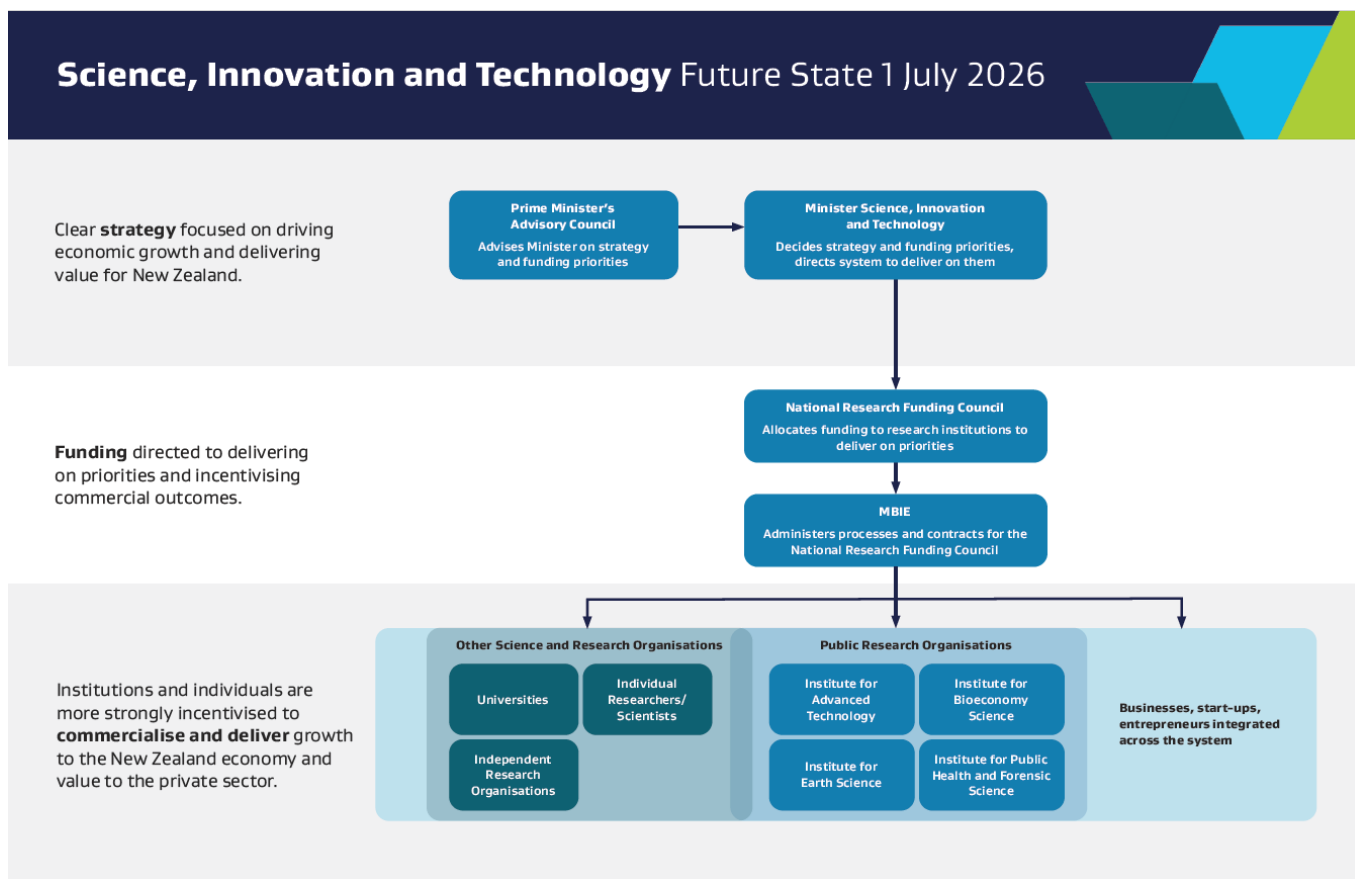 Science, Innovation and Technology Future State 1 July 2026
Clear strategy focused on driving
economic growth and delivering
value for New Zealand.
Prime Minister's
Advisory Council
Advises Minister on strategy
and funding priorities
Minister Science, Innovation
and Technology
Decides strategy and funding priorities,
directs system to deliver on them
Funding directed to delivering
on priorities and incentivising
commercial outcomes.
National Research Funding Council
Allocates funding to research institutions to
deliver on priorities
MBIE
Administers processes and contracts for the
National Research Funding Council
Institutions and individuals are
more strongly incentivised to
commercialise and deliver growth
to the New Zealand economy and
value to the private sector.
Other Science and Research Organisations
Universities
Individual
Researchers/
Scientists
Independent
Research
Organisations
Public Research Organisations
Institute for
Advanced
Technology
Institute for
Bioeconomy
Science
Institute for
Earth Science
Institute for Public
Health and Forensic
Science
Businesses, start-ups,
entrepreneurs integrated
across the system